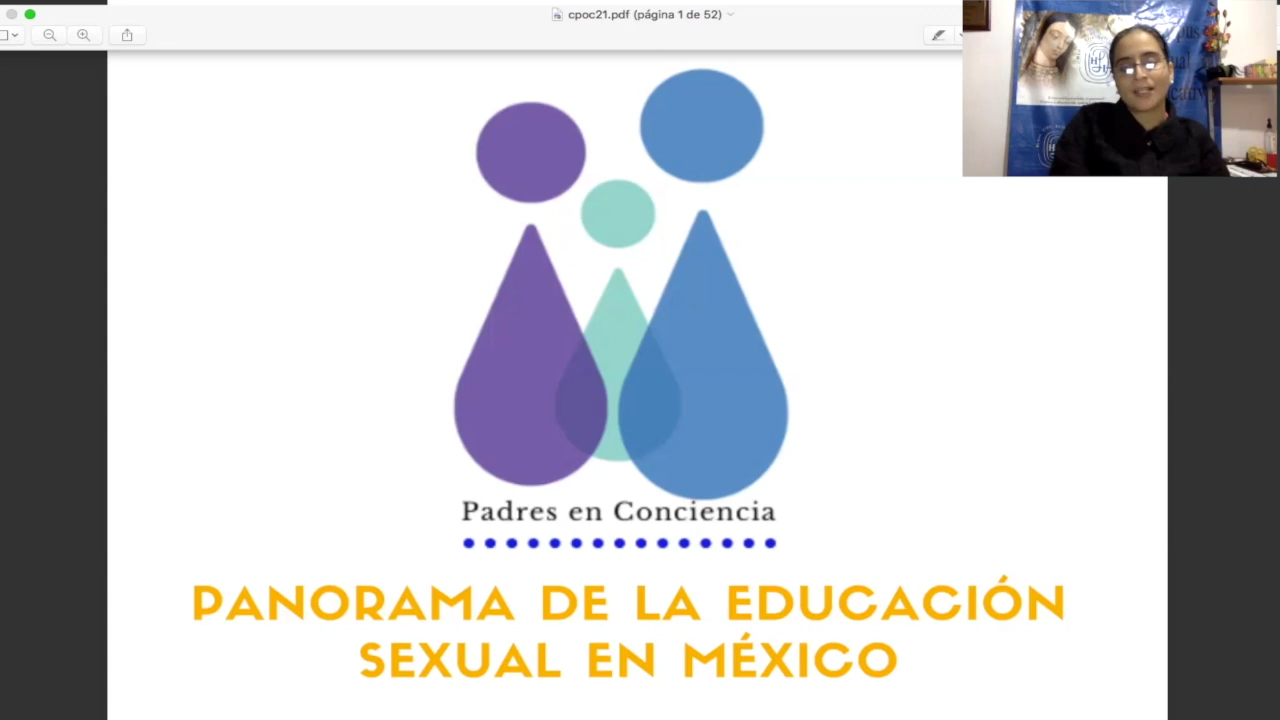 cpoc21.pdf (página 1 de 52)
Padres en Conciencia
PANORAMA DE LA EDUCACIÓN
SEXUAL EN MÉXICO